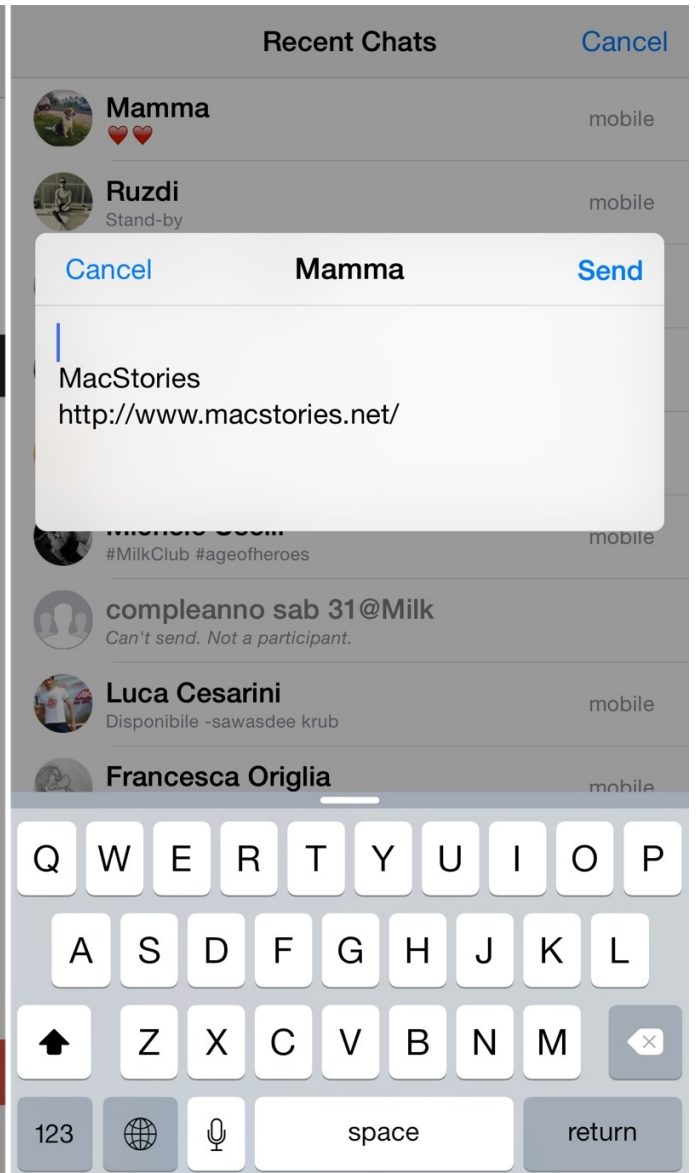 Recent Chats Cancel
Mamma mobile
❤️❤️
Ruzdi mobile
Stand-by
Cancel Mamma Send
MacStories
http://www.macstories.net/
mobile
#MilkClub #ageofheroes
compleanno sab 31@Milk
Can't send. Not a participant.
Luca Cesarini mobile
Disponibile -sawasdee krub
Francesca Origlia mobile
Q W E R T Y U I O P
A S D F G H J K L
Z X C V B N M
123 space return